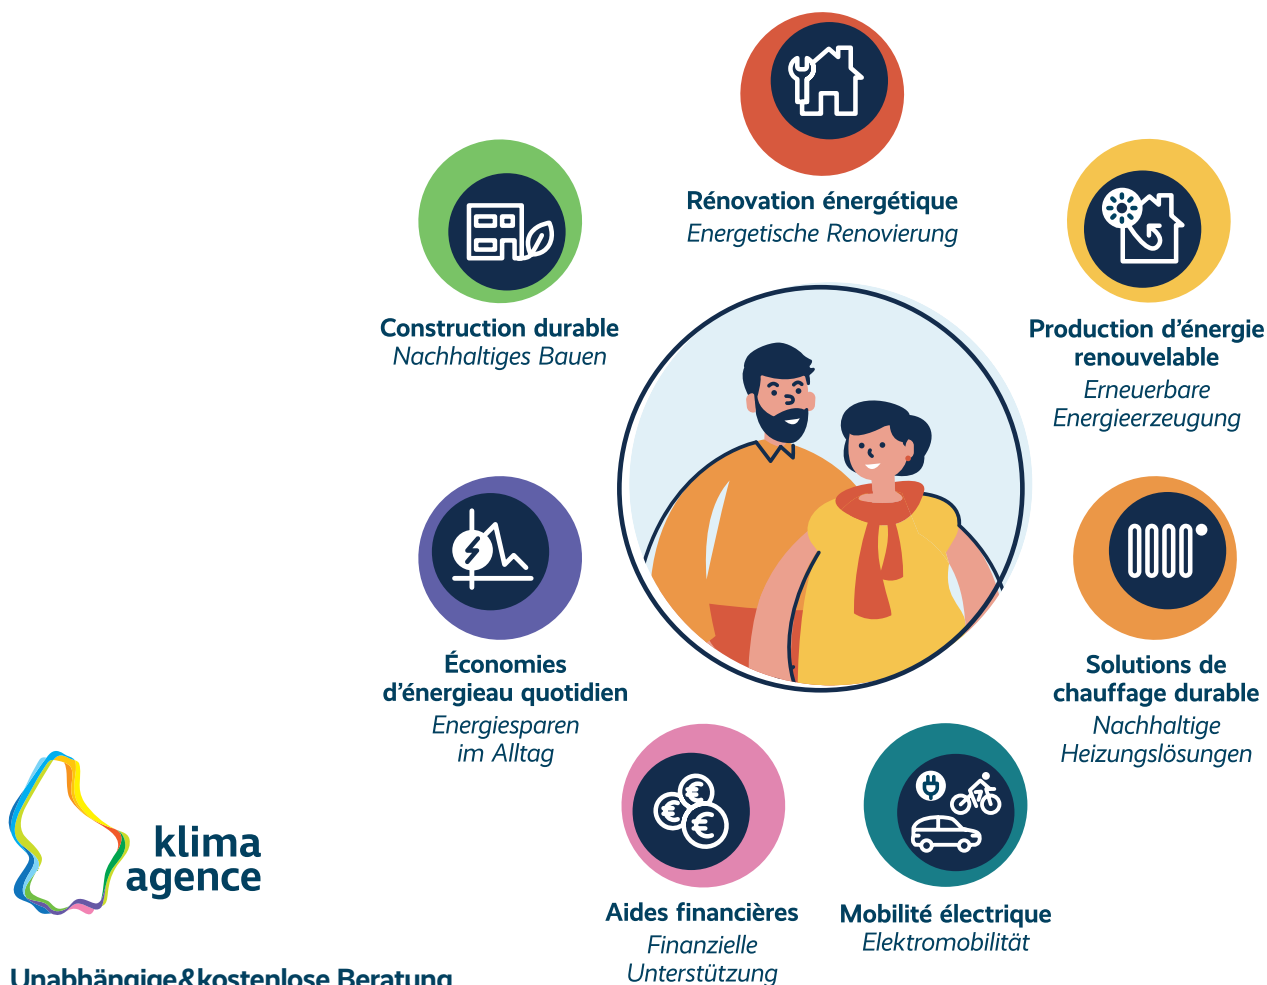 Rénovation énergétique
Energetische Renovierung
Construction durable
Nachhaltiges Bauen
Production d'énergie
renouvelable
Erneuerbare
Energieerzeugung
Économies
d'énergieau quotidien
Energiesparen
im Alltag
Solutions de
chauffage durable
Nachhaltige
Heizungslösungen
Aides financières
Finanzielle
Unterstützung
Mobilité électrique
Elektromobilität
klima
agence
Unabhängige&kostenlose Beratung